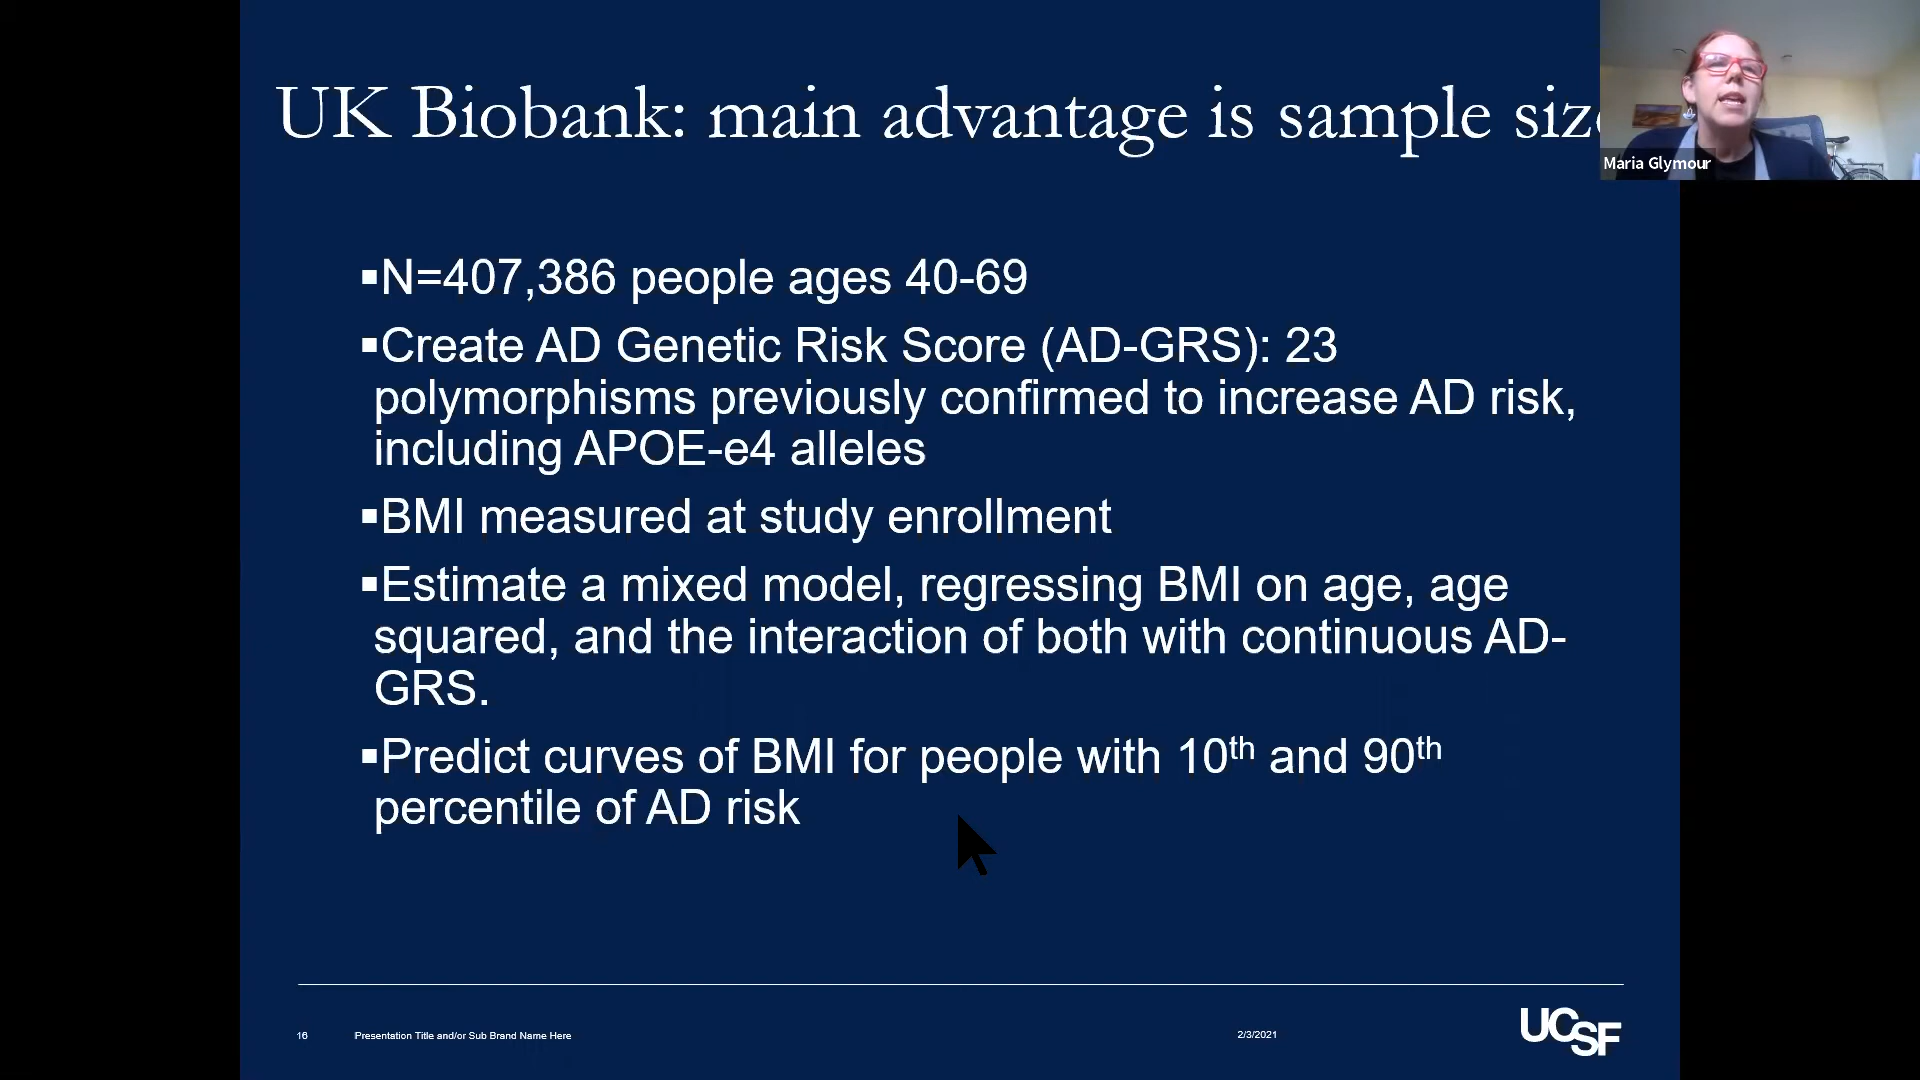 UK Biobank: main advantage is sample siz
Maria Glymour
▪N=407,386 people ages 40-69
▪Create AD Genetic Risk Score (AD-GRS): 23
polymorphisms previously confirmed to increase AD risk,
including APOE-e4 alleles
▪BMI measured at study enrollment
▪Estimate a mixed model, regressing BMI on age, age
squared, and the interaction of both with continuous AD-
GRS.
▪Predict curves of BMI for people with 10th and 90th
percentile of AD risk
16 Presentation Title and/or Sub Brand Name Here 2/3/2021 UCSF